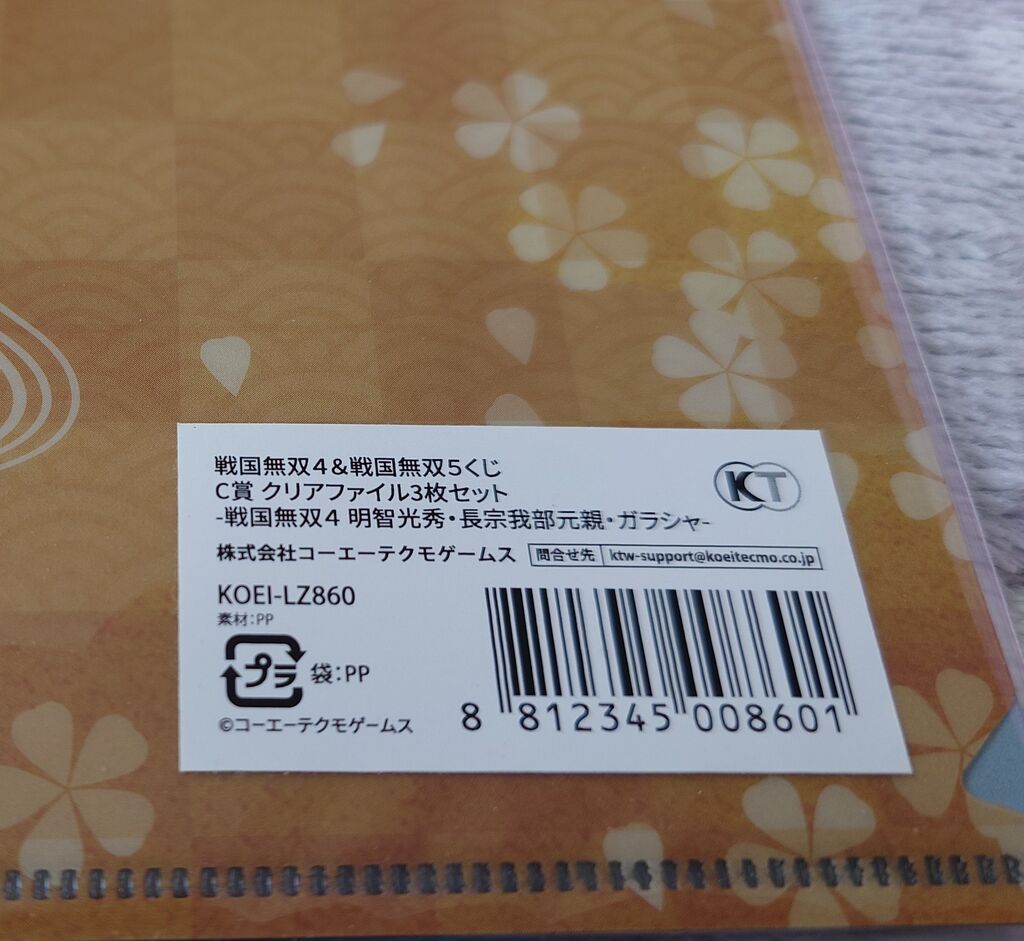 戦国無双4&戦国無双5くじ
C賞 クリアファイル3枚セット
-戦国無双4 明智光秀・長宗我部元親・ガラシャ-
KT
株式会社コーエーテクモゲームス 問合せ先 ktw-support@koeitecmo.co.jp
KOEI-LZ860
素材:PP
プラ 袋:PP
©コーエーテクモゲームス
8 812345 008601